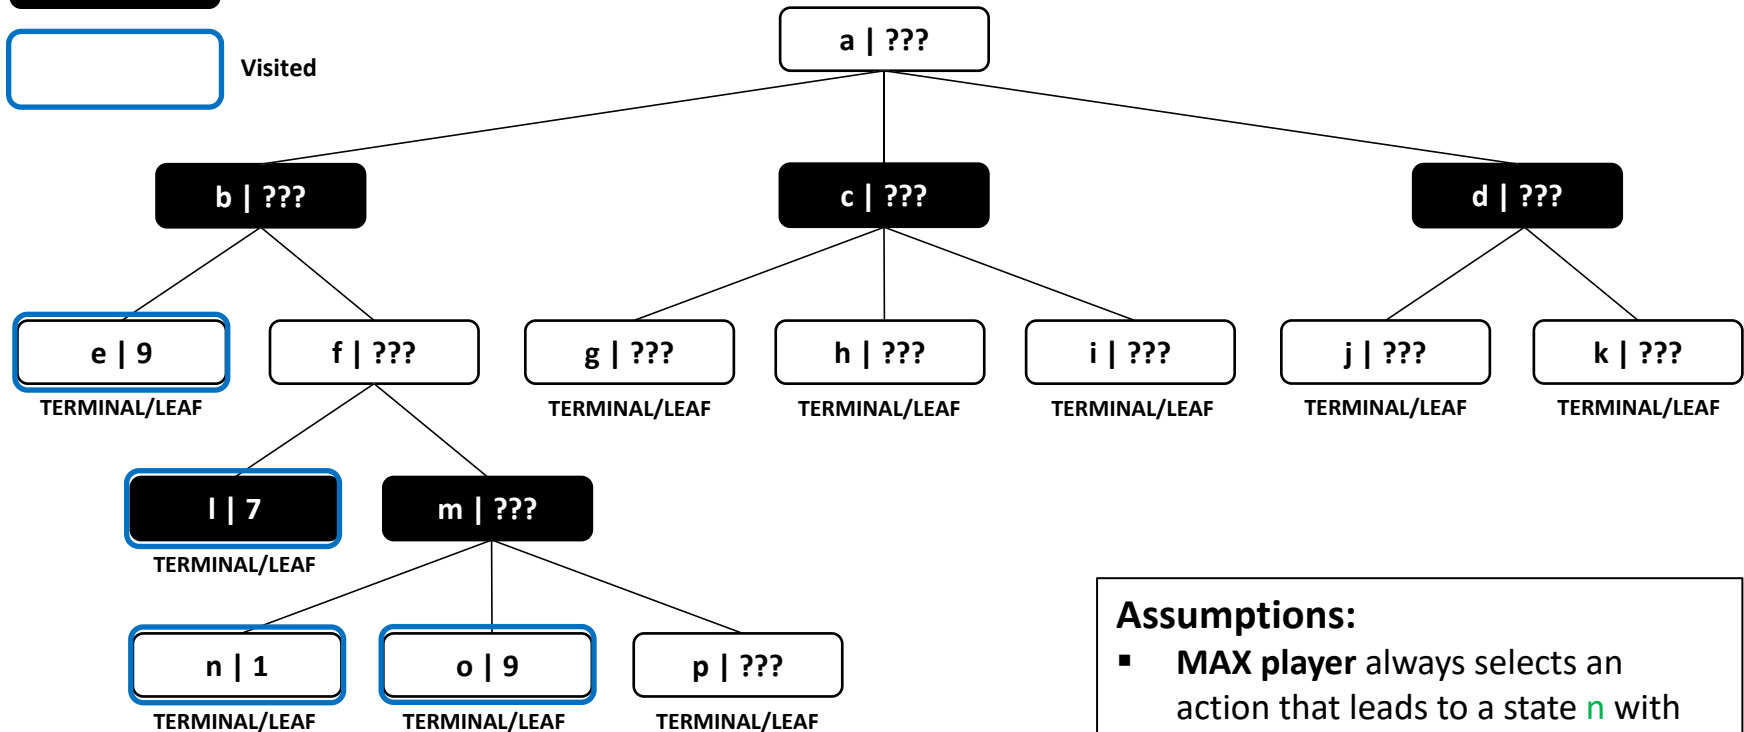 a | ???
Visited
b | ???
c | ???
d | ???
e | 9
f | ???
g | ???
h | ???
i | ???
j | ???
k | ???
TERMINAL/LEAF
TERMINAL/LEAF
TERMINAL/LEAF
TERMINAL/LEAF
TERMINAL/LEAF
TERMINAL/LEAF
l | 7
m | ???
TERMINAL/LEAF
Assumptions:
▪ MAX player always selects an
action that leads to a state n with
n | 1
o | 9
p | ???
TERMINAL/LEAF
TERMINAL/LEAF
TERMINAL/LEAF